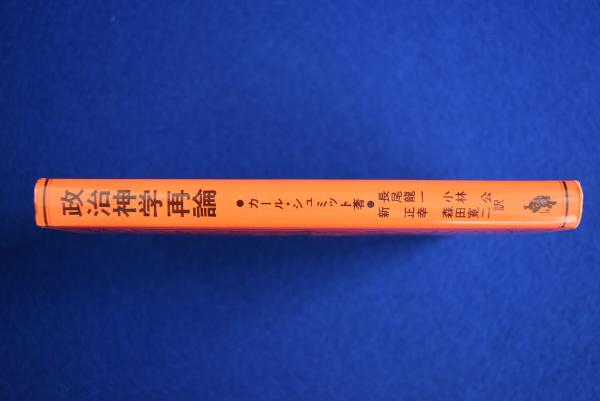 政治神学再論
●カール・シュミット著●
長尾龍一 小林 公
新 正幸 森田寛二訳